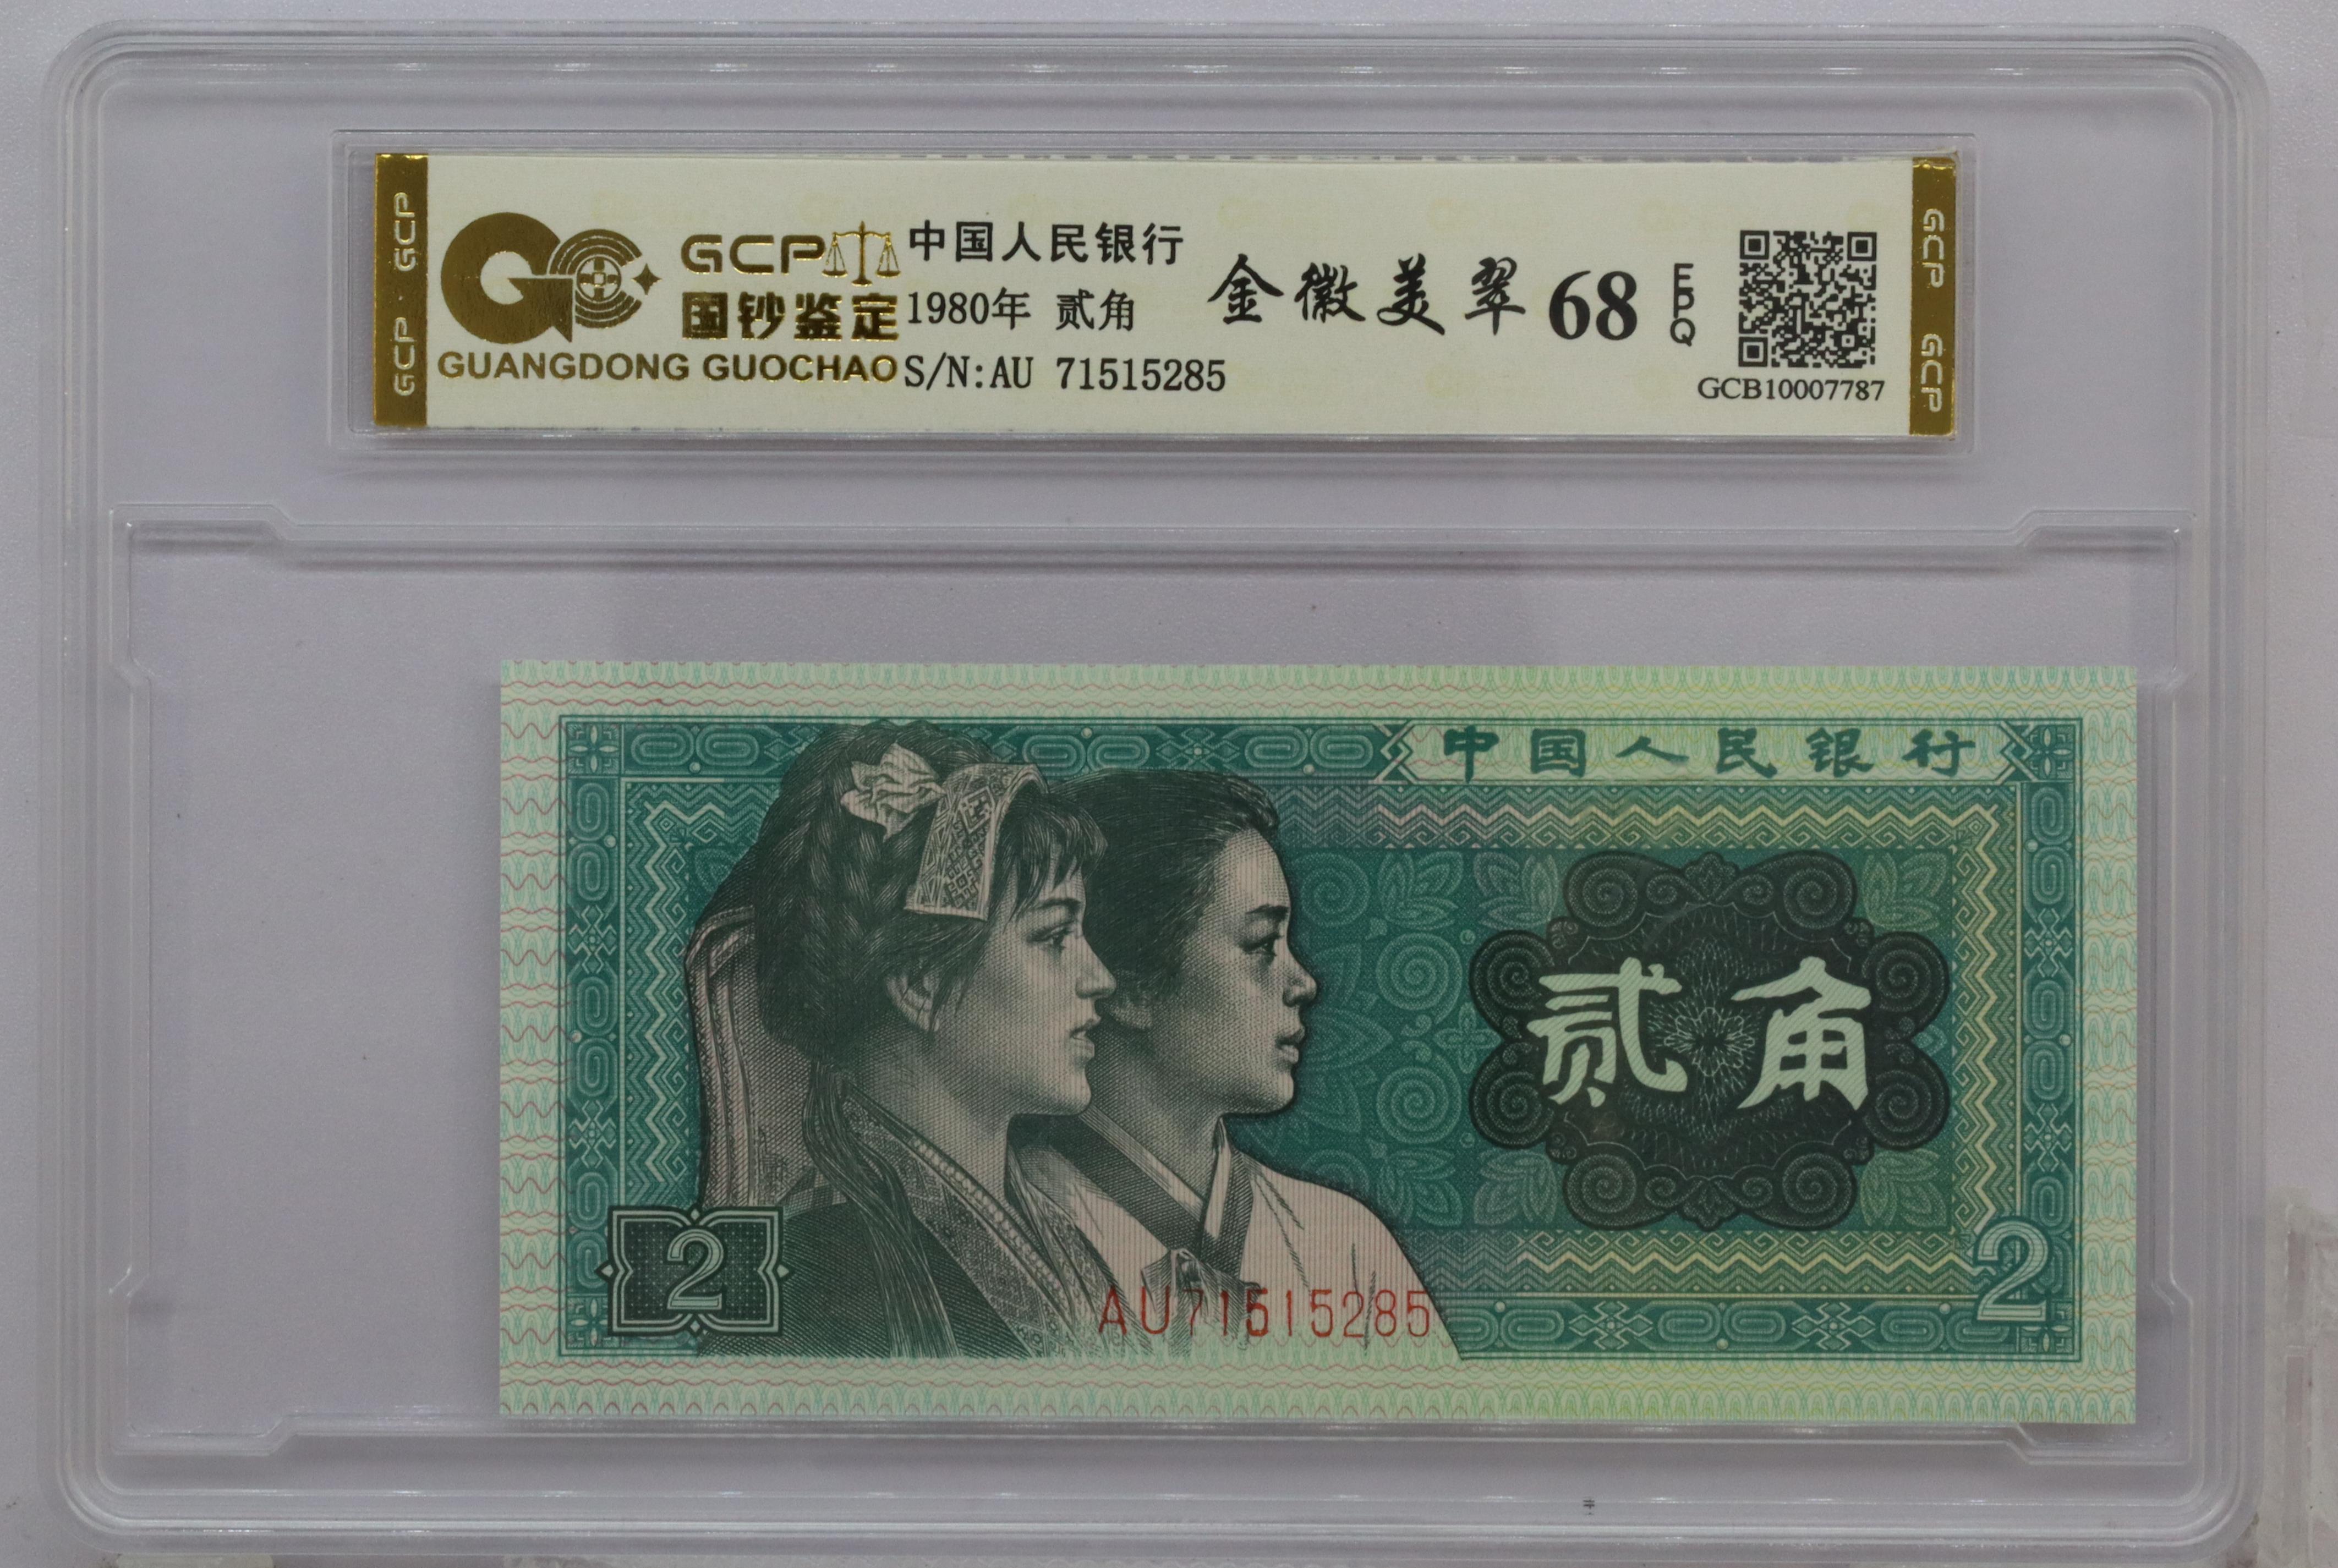 GCP · GCP
GCP
国钞鉴定
GUANGDONG GUOCHAO
中国人民银行
1980年 贰角
S/N:AU 71515285
金徽美翠 68 EPQ
GCB10007787
GCP GCP
中国人民银行
贰角
2
AU71515285
2